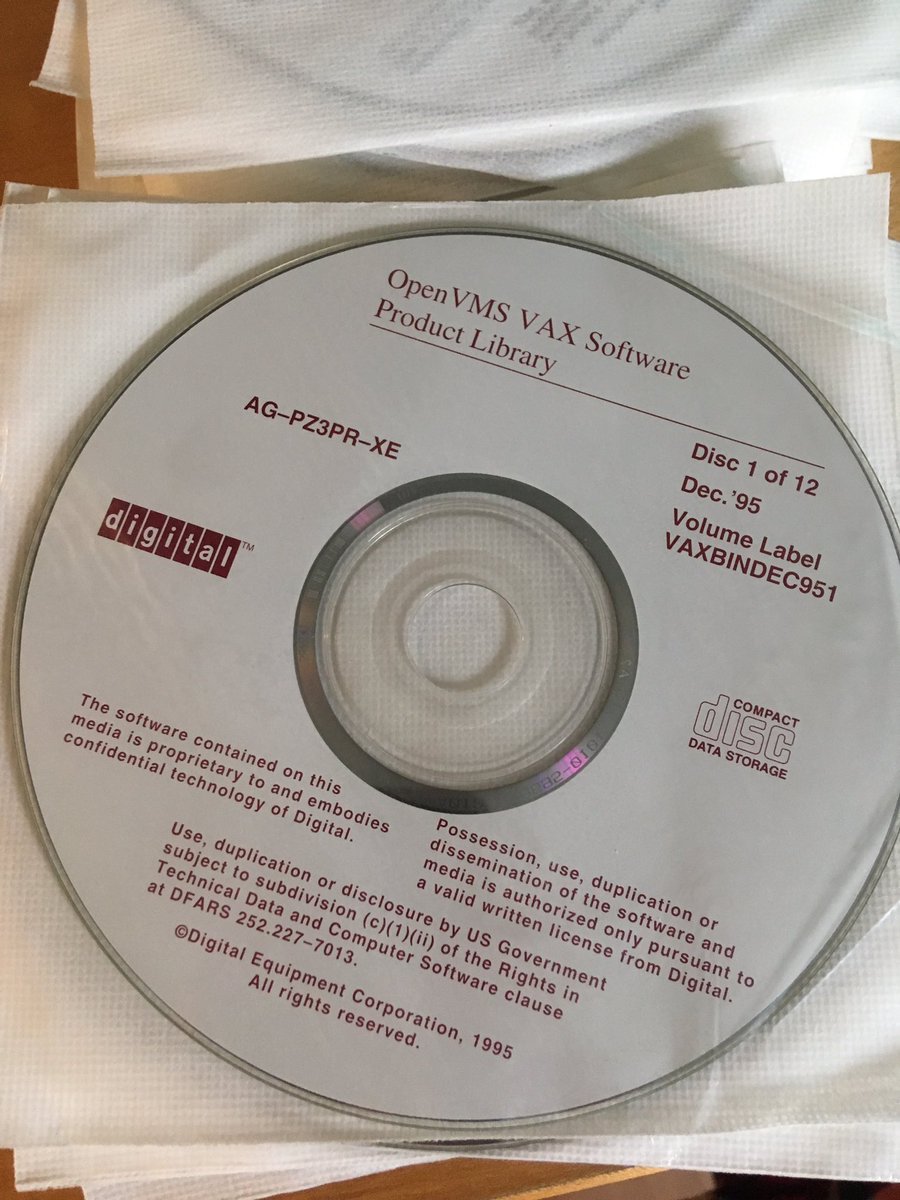 OpenVMS VAX Software
Product Library
AG–PZ3PR–XE
Disc 1 of 12
Dec. '95
Volume Label
VAXBINDEC951
digital™
COMPACT
disc
DATA STORAGE
The software contained on this
media is proprietary to and embodies
confidential technology of Digital.
Possession, use, duplication or
dissemination of the software and
media is authorized only pursuant to
a valid written license from Digital.
Use, duplication or disclosure by US Government
subject to subdivision (c)(1)(ii) of the Rights in
Technical Data and Computer Software clause
at DFARS 252.227–7013.
©Digital Equipment Corporation, 1995
All rights reserved.